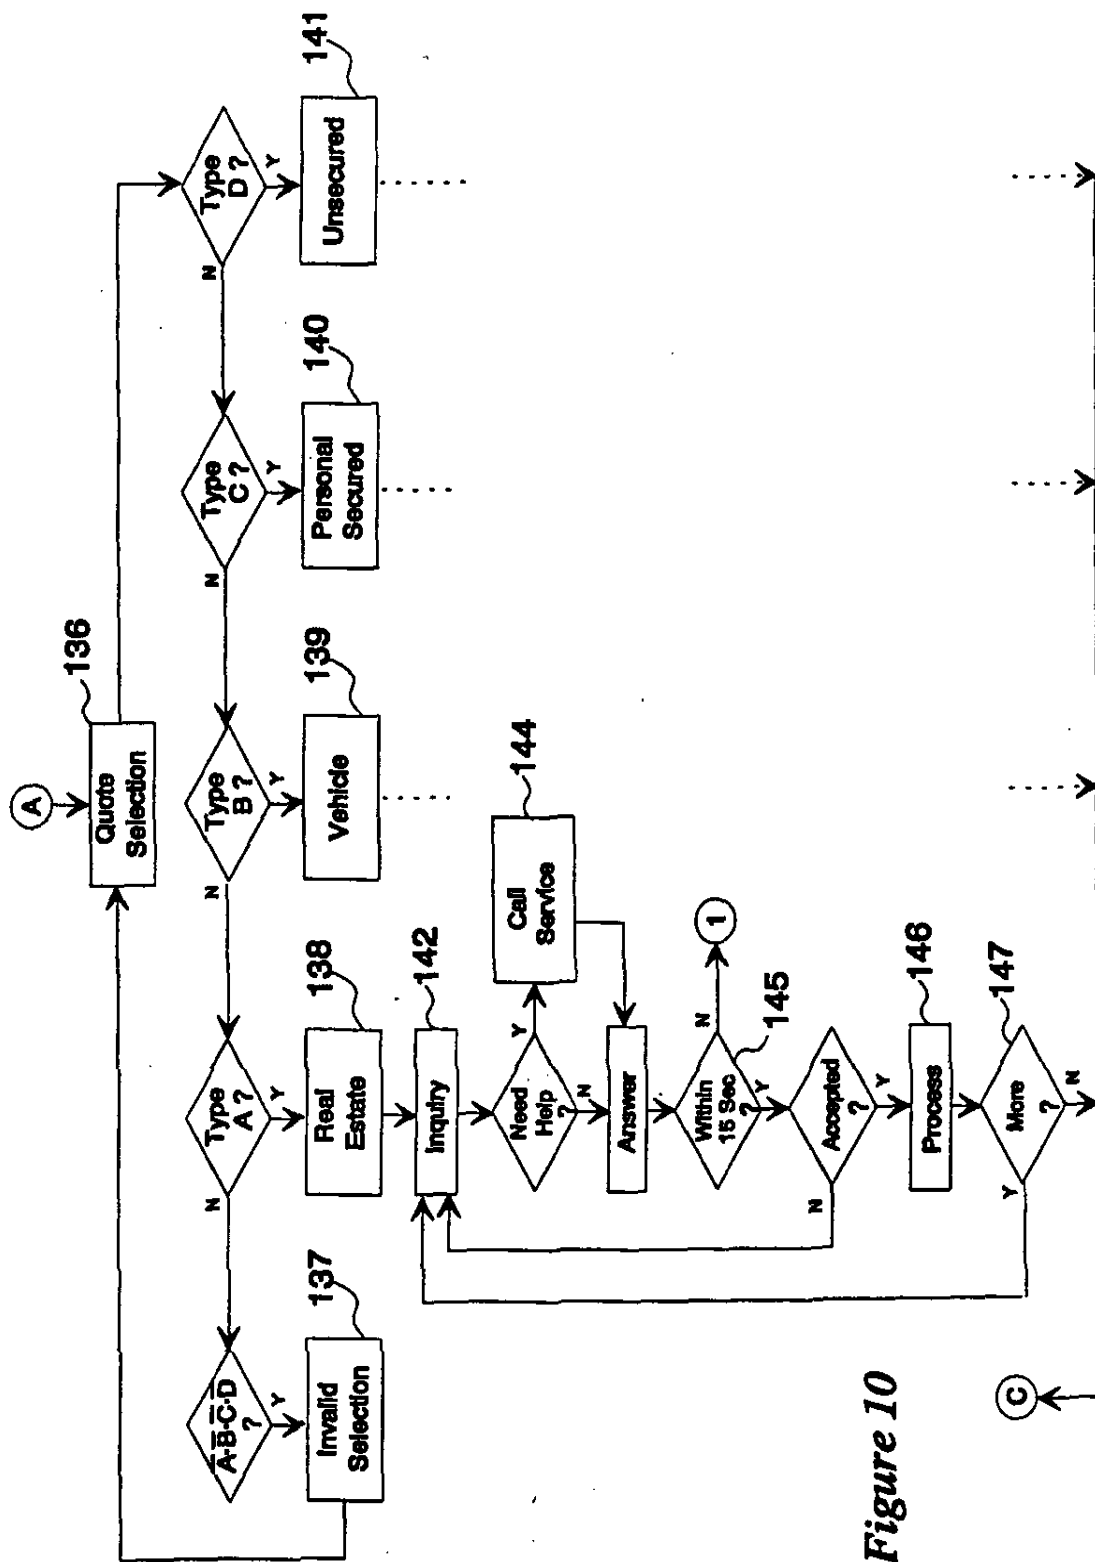 A
136
Quote
Selection
Type
D ?
N
Y
141
Unsecured
Type
C ?
N
Y
140
Personal
Secured
Type
B ?
N
Y
139
Vehicle
Type
A ?
N
Y
138
Real
Estate
A-B-C-D
?
Y
137
Invalid
Selection
142
Inquiry
Need
Help
?
Y
N
144
Call
Service
Answer
Within
15 Sec
?
N
1
145
Y
Accepted
?
N
Y
146
Process
147
More
?
Y
N
C
Figure 10